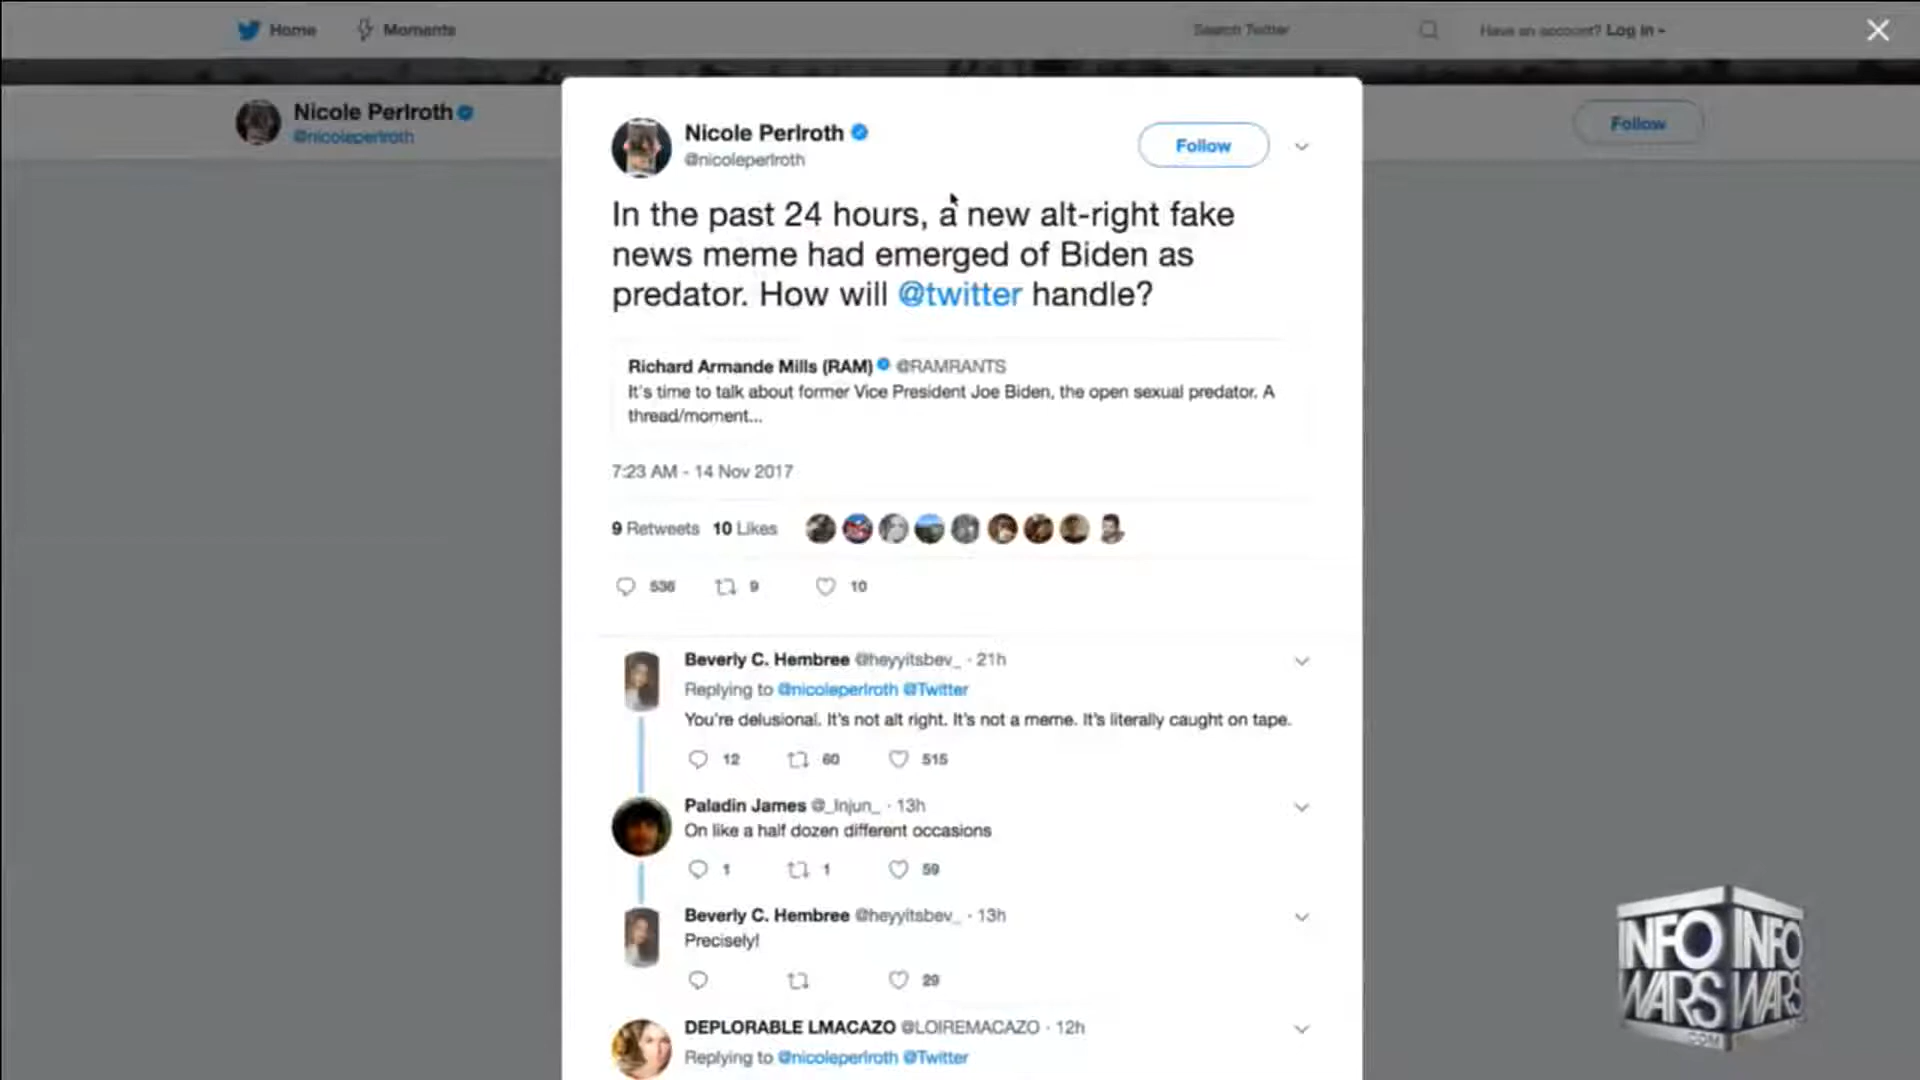 Home Moments Search Twitter Have an account? Log in
Nicole Perlroth
@nicoleperlroth
Follow
Nicole Perlroth
@nicoleperlroth
Follow
In the past 24 hours, a new alt-right fake
news meme had emerged of Biden as
predator. How will @twitter handle?
Richard Armande Mills (RAM) @RAMRANTS
It's time to talk about former Vice President Joe Biden, the open sexual predator. A
thread/moment...
7:23 AM - 14 Nov 2017
9 Retweets 10 Likes
536 9 10
Beverly C. Hembree @heyyitsbev_ · 21h
Replying to @nicoleperlroth @Twitter
You're delusional. It's not alt right. It's not a meme. It's literally caught on tape.
12 60 515
Paladin James @_Injun_ · 13h
On like a half dozen different occasions
1 1 59
Beverly C. Hembree @heyyitsbev_ · 13h
Precisely!
29
DEPLORABLE LMACAZO @LOIREMACAZO · 12h
Replying to @nicoleperlroth @Twitter
INFO INFO
WARS WARS
.COM